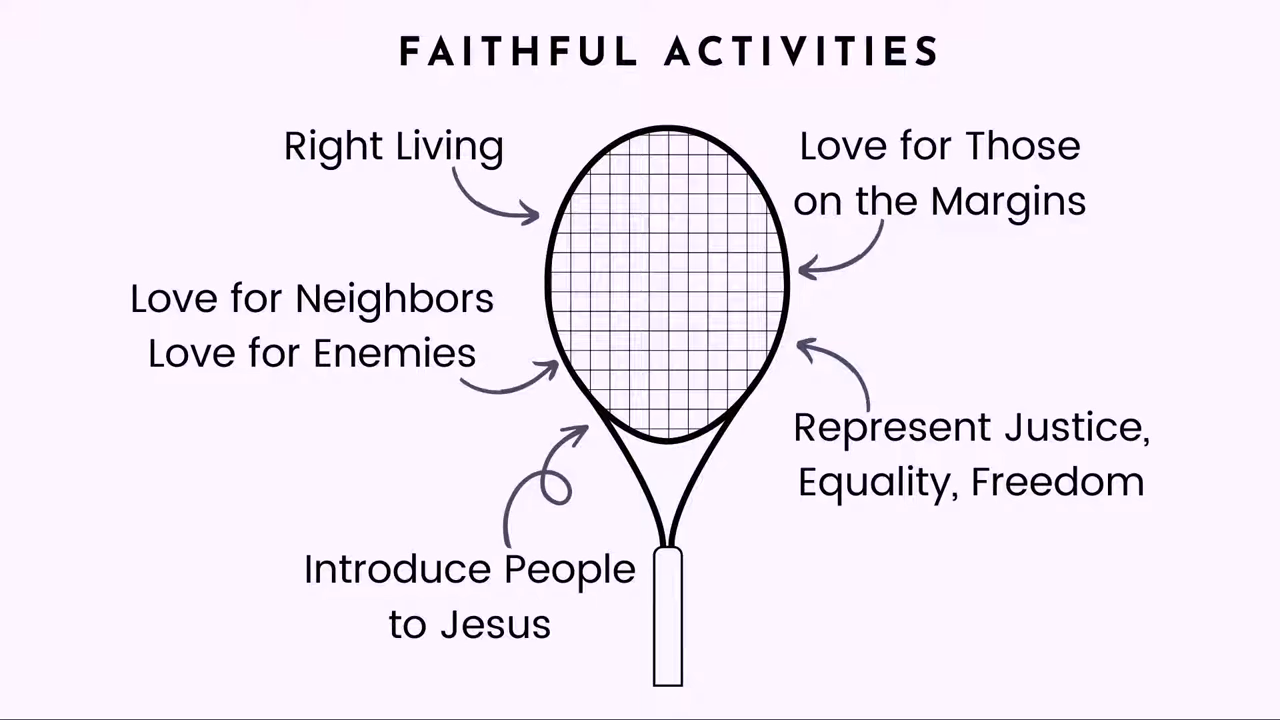 FAITHFUL ACTIVITIES
Right Living
Love for Those
on the Margins
Love for Neighbors
Love for Enemies
Represent Justice,
Equality, Freedom
Introduce People
to Jesus